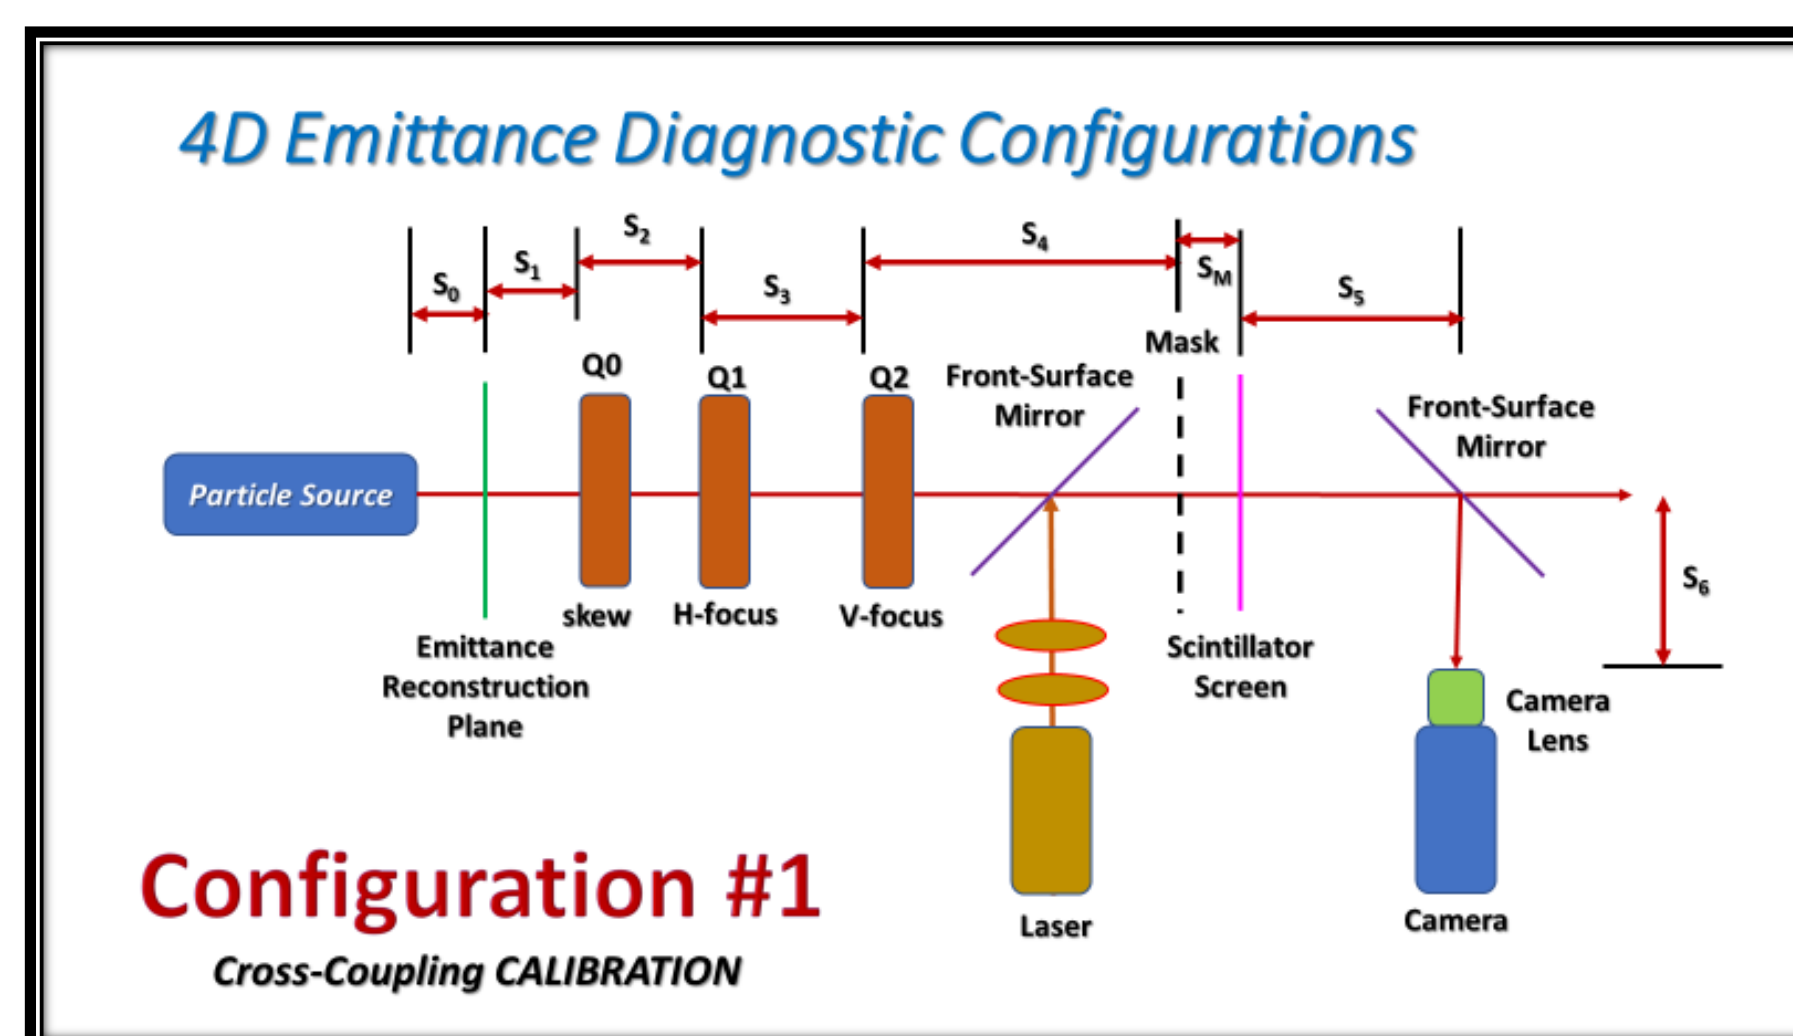 4D Emittance Diagnostic Configurations
S0
S1
S2
S3
S4
SM
S5
Mask
Q0
Q1
Q2
Front-Surface
Mirror
Front-Surface
Mirror
Particle Source
S6
skew
H-focus
V-focus
Emittance
Reconstruction
Plane
Scintillator
Screen
Camera
Lens
Laser
Camera
Configuration #1
Cross-Coupling CALIBRATION